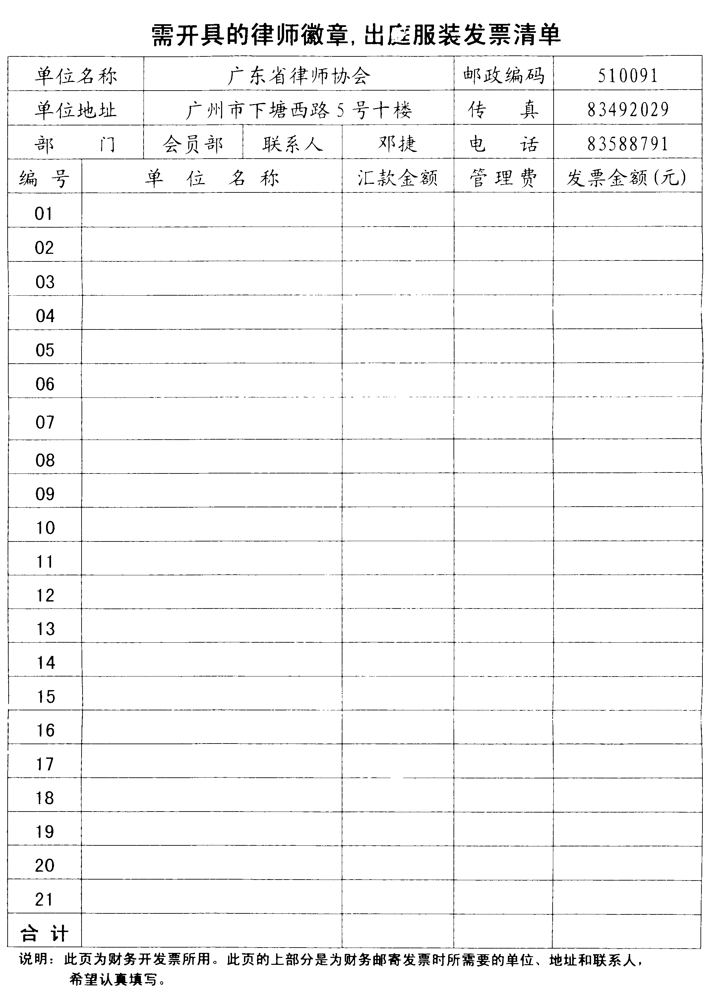 需开具的律师徽章,出庭服装发票清单
单位名称 广东省律师协会 邮政编码 510091
单位地址 广州市下塘西路5号十楼 传 真 83492029
部 门 会员部 联系人 邓捷 电 话 83588791
编 号 单 位 名 称 汇款金额 管理费 发票金额(元)
01
02
03
04
05
06
07
08
09
10
11
12
13
14
15
16
17
18
19
20
21
合 计
说明：此页为财务开发票所用。此页的上部分是为财务邮寄发票时所需要的单位、地址和联系人，
希望认真填写。